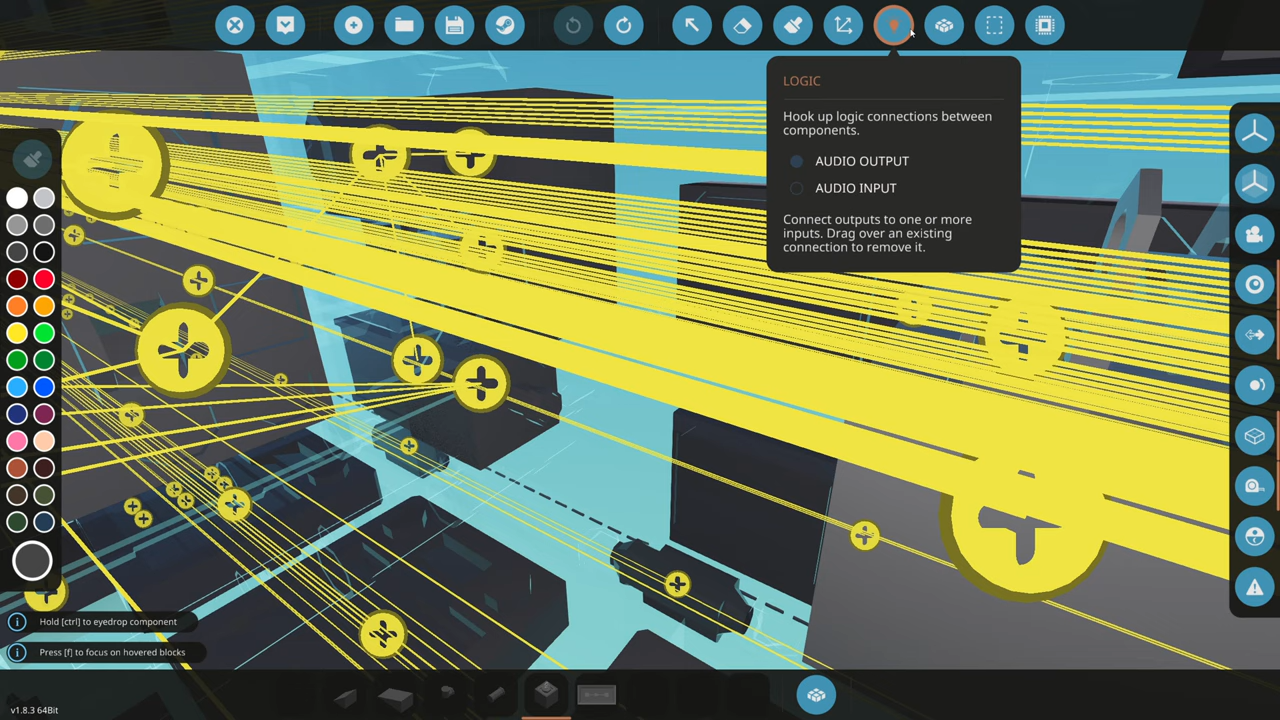 LOGIC
Hook up logic connections between
components.
AUDIO OUTPUT
AUDIO INPUT
Connect outputs to one or more
inputs. Drag over an existing
connection to remove it.
Hold [ctrl] to eyedrop component
Press [f] to focus on hovered blocks
v1.8.3 64Bit